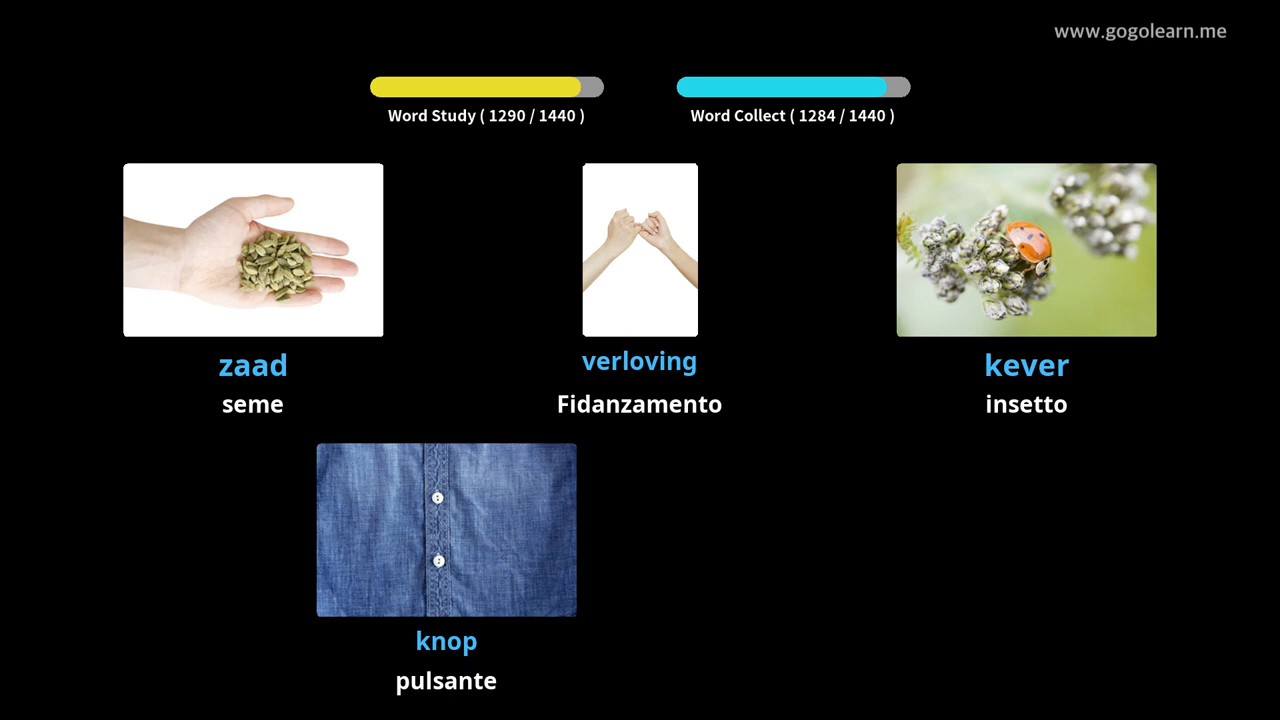 www.gogolearn.me
Word Study ( 1290 / 1440 )
Word Collect ( 1284 / 1440 )
zaad
verloving
kever
seme
Fidanzamento
insetto
knop
pulsante